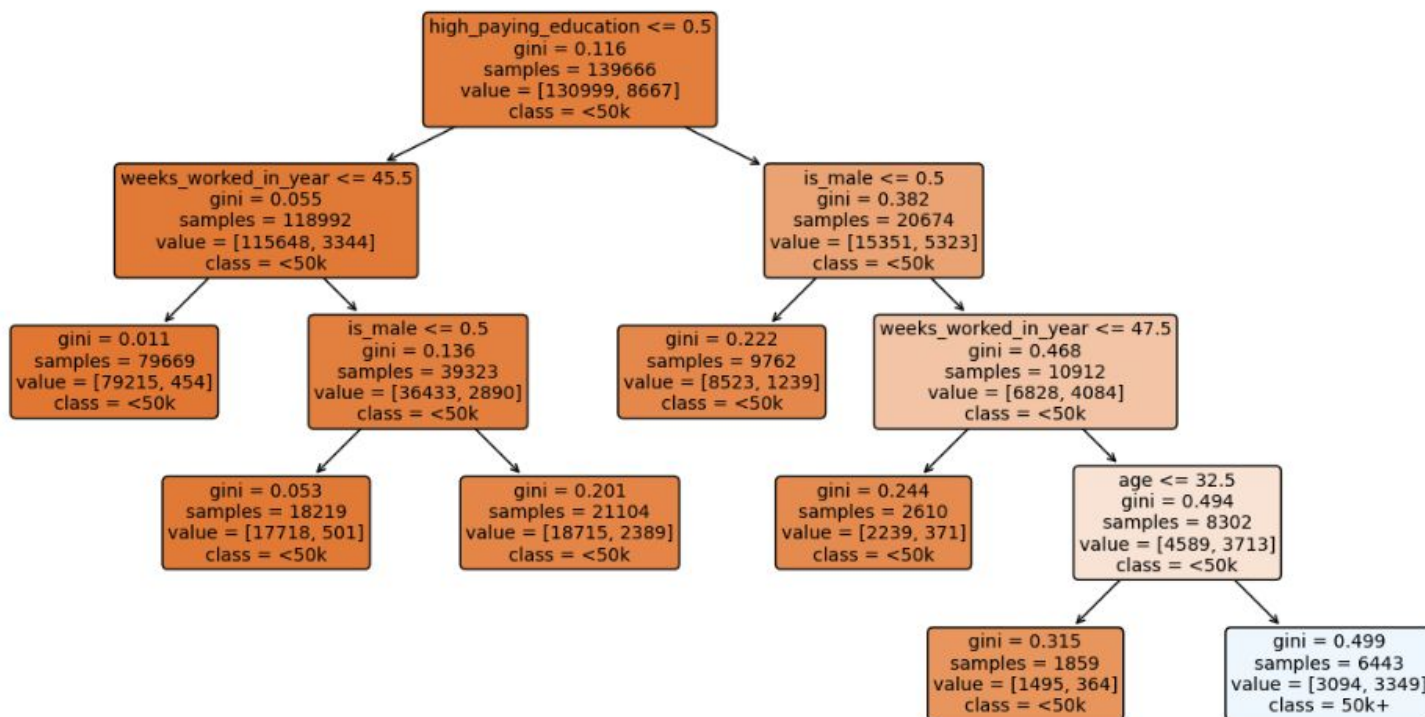 high_paying_education <= 0.5
gini = 0.116
samples = 139666
value = [130999, 8667]
class = <50k
weeks_worked_in_year <= 45.5
gini = 0.055
samples = 118992
value = [115648, 3344]
class = <50k
is_male <= 0.5
gini = 0.382
samples = 20674
value = [15351, 5323]
class = <50k
gini = 0.011
samples = 79669
value = [79215, 454]
class = <50k
is_male <= 0.5
gini = 0.136
samples = 39323
value = [36433, 2890]
class = <50k
gini = 0.222
samples = 9762
value = [8523, 1239]
class = <50k
weeks_worked_in_year <= 47.5
gini = 0.468
samples = 10912
value = [6828, 4084]
class = <50k
gini = 0.053
samples = 18219
value = [17718, 501]
class = <50k
gini = 0.201
samples = 21104
value = [18715, 2389]
class = <50k
gini = 0.244
samples = 2610
value = [2239, 371]
class = <50k
age <= 32.5
gini = 0.494
samples = 8302
value = [4589, 3713]
class = <50k
gini = 0.315
samples = 1859
value = [1495, 364]
class = <50k
gini = 0.499
samples = 6443
value = [3094, 3349]
class = 50k+